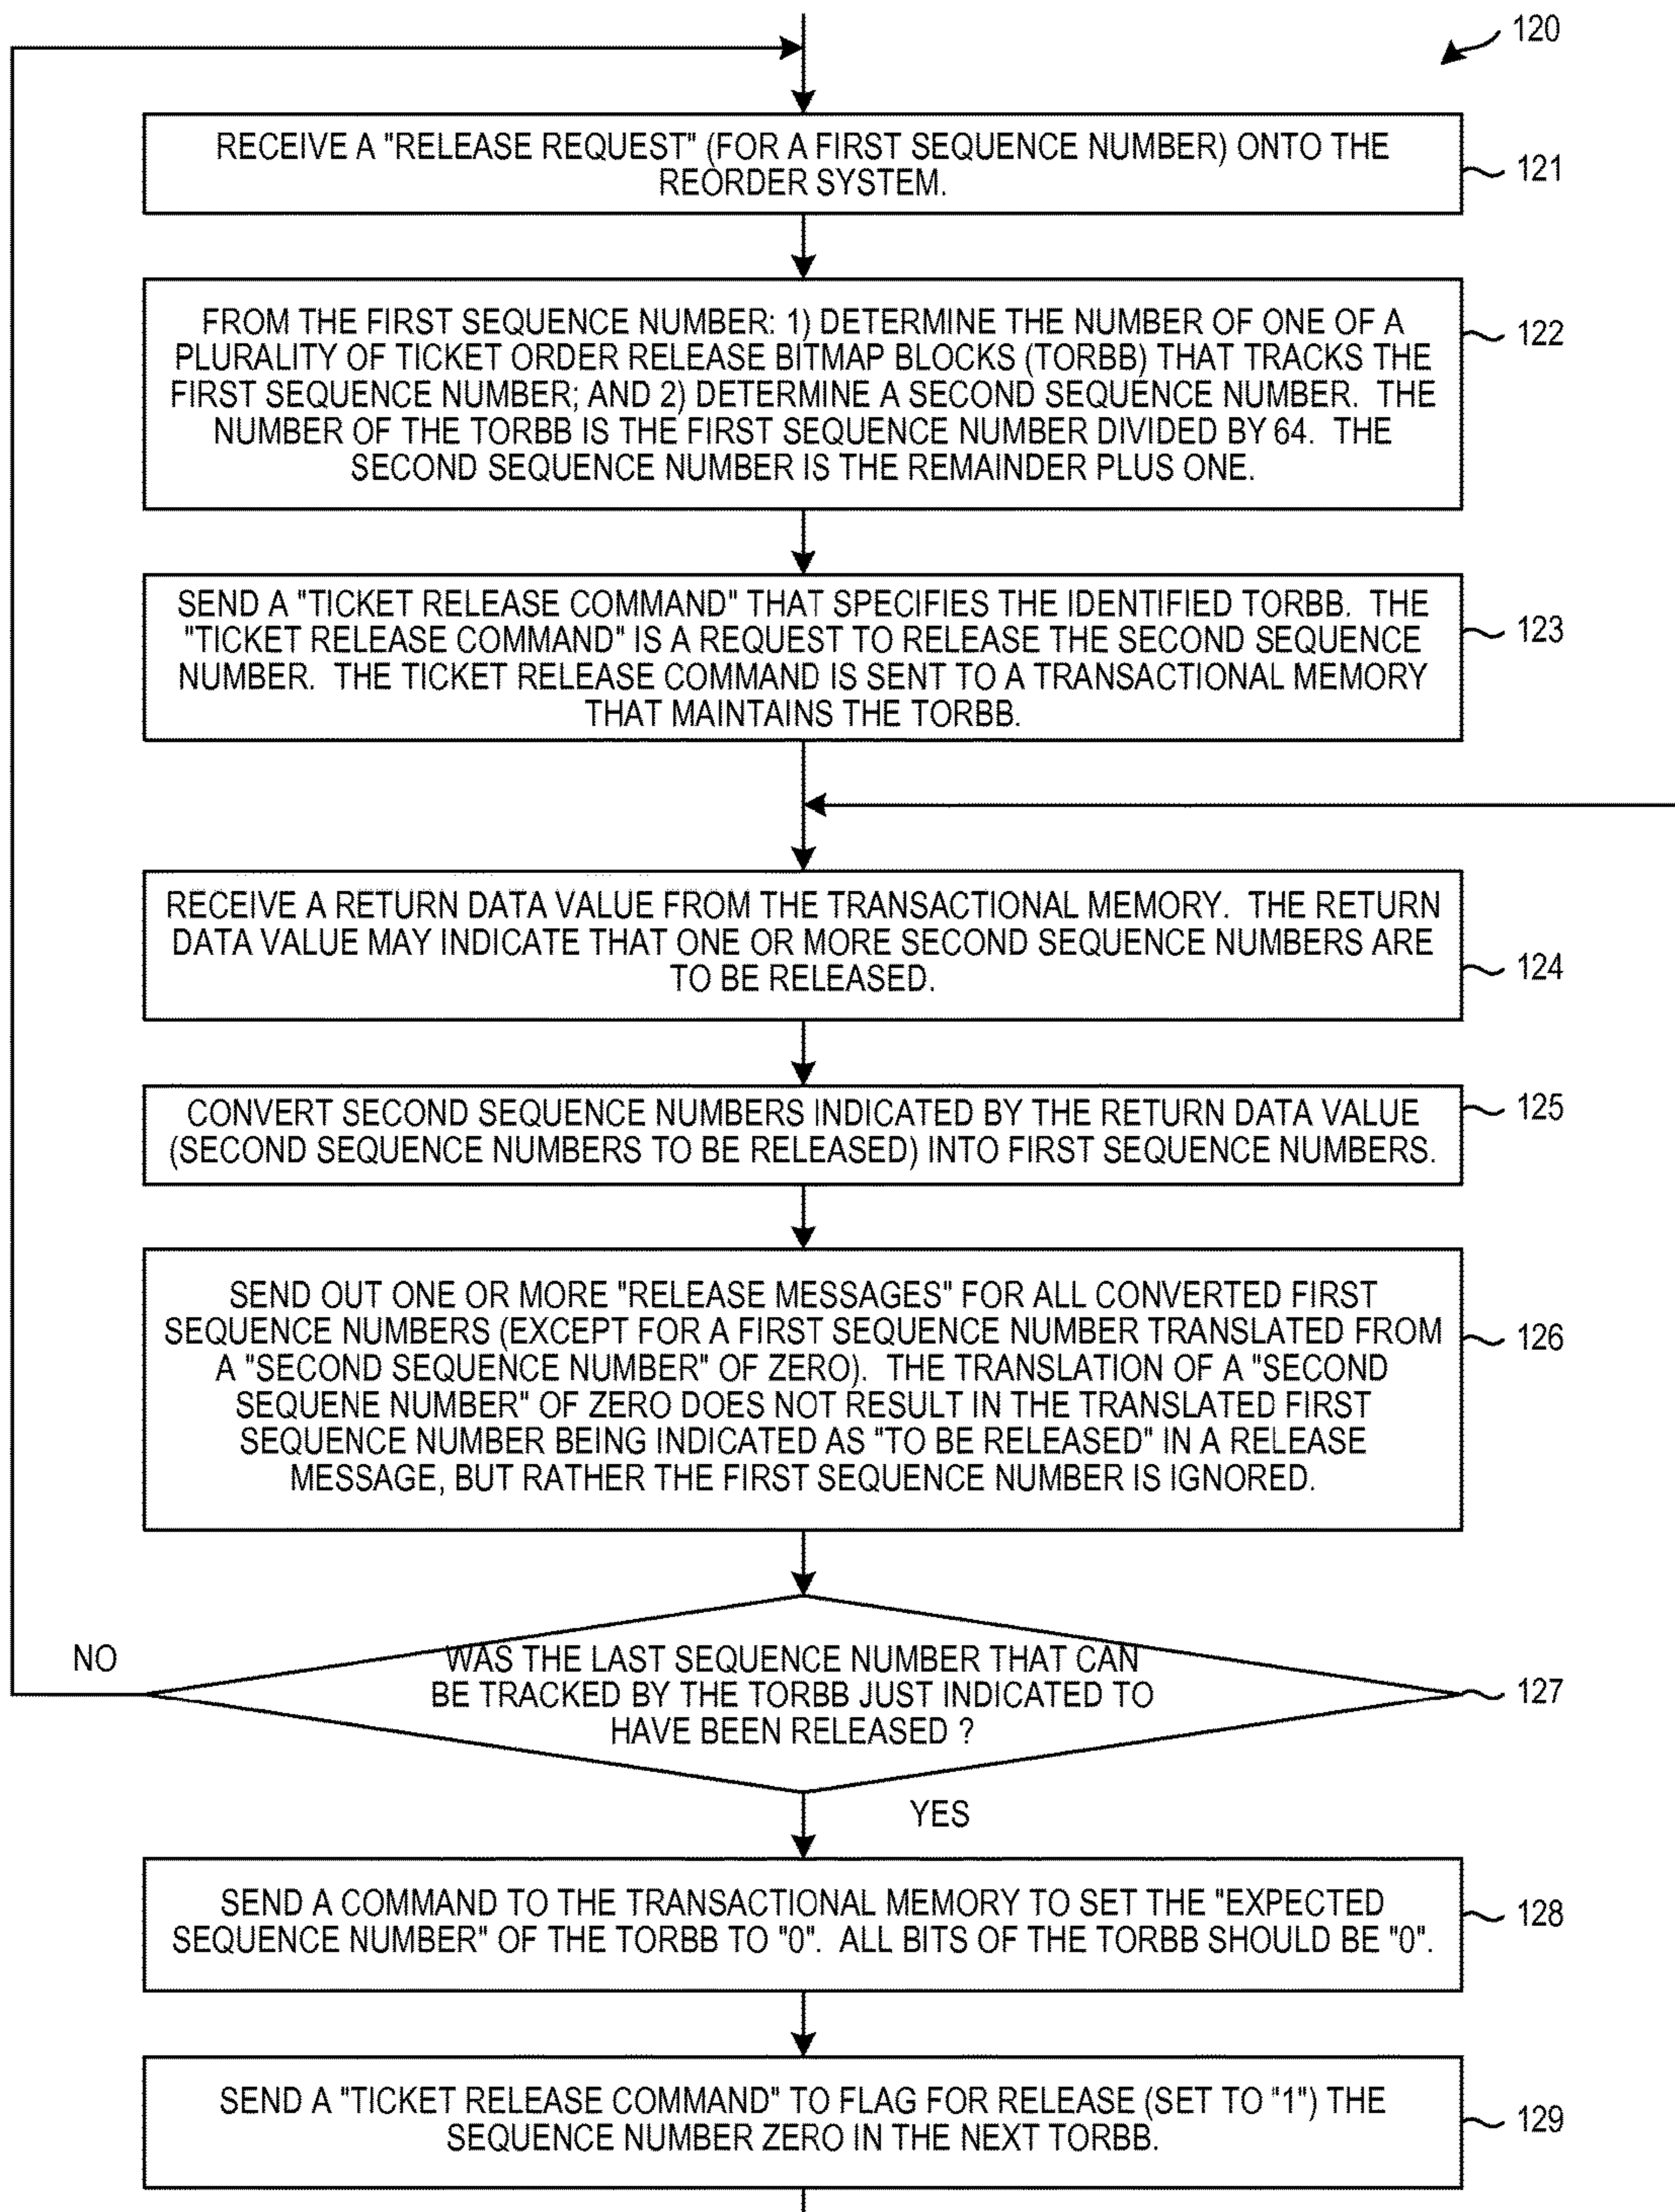 120
RECEIVE A "RELEASE REQUEST" (FOR A FIRST SEQUENCE NUMBER) ONTO THE
REORDER SYSTEM.
121
FROM THE FIRST SEQUENCE NUMBER: 1) DETERMINE THE NUMBER OF ONE OF A
PLURALITY OF TICKET ORDER RELEASE BITMAP BLOCKS (TORBB) THAT TRACKS THE
FIRST SEQUENCE NUMBER; AND 2) DETERMINE A SECOND SEQUENCE NUMBER. THE
NUMBER OF THE TORBB IS THE FIRST SEQUENCE NUMBER DIVIDED BY 64. THE
SECOND SEQUENCE NUMBER IS THE REMAINDER PLUS ONE.
122
SEND A "TICKET RELEASE COMMAND" THAT SPECIFIES THE IDENTIFIED TORBB. THE
"TICKET RELEASE COMMAND" IS A REQUEST TO RELEASE THE SECOND SEQUENCE
NUMBER. THE TICKET RELEASE COMMAND IS SENT TO A TRANSACTIONAL MEMORY
THAT MAINTAINS THE TORBB.
123
RECEIVE A RETURN DATA VALUE FROM THE TRANSACTIONAL MEMORY. THE RETURN
DATA VALUE MAY INDICATE THAT ONE OR MORE SECOND SEQUENCE NUMBERS ARE
TO BE RELEASED.
124
CONVERT SECOND SEQUENCE NUMBERS INDICATED BY THE RETURN DATA VALUE
(SECOND SEQUENCE NUMBERS TO BE RELEASED) INTO FIRST SEQUENCE NUMBERS.
125
SEND OUT ONE OR MORE "RELEASE MESSAGES" FOR ALL CONVERTED FIRST
SEQUENCE NUMBERS (EXCEPT FOR A FIRST SEQUENCE NUMBER TRANSLATED FROM
A "SECOND SEQUENCE NUMBER" OF ZERO). THE TRANSLATION OF A "SECOND
SEQUENE NUMBER" OF ZERO DOES NOT RESULT IN THE TRANSLATED FIRST
SEQUENCE NUMBER BEING INDICATED AS "TO BE RELEASED" IN A RELEASE
MESSAGE, BUT RATHER THE FIRST SEQUENCE NUMBER IS IGNORED.
126
NO
WAS THE LAST SEQUENCE NUMBER THAT CAN
BE TRACKED BY THE TORBB JUST INDICATED TO
HAVE BEEN RELEASED ?
127
YES
SEND A COMMAND TO THE TRANSACTIONAL MEMORY TO SET THE "EXPECTED
SEQUENCE NUMBER" OF THE TORBB TO "0". ALL BITS OF THE TORBB SHOULD BE "0".
128
SEND A "TICKET RELEASE COMMAND" TO FLAG FOR RELEASE (SET TO "1") THE
SEQUENCE NUMBER ZERO IN THE NEXT TORBB.
129